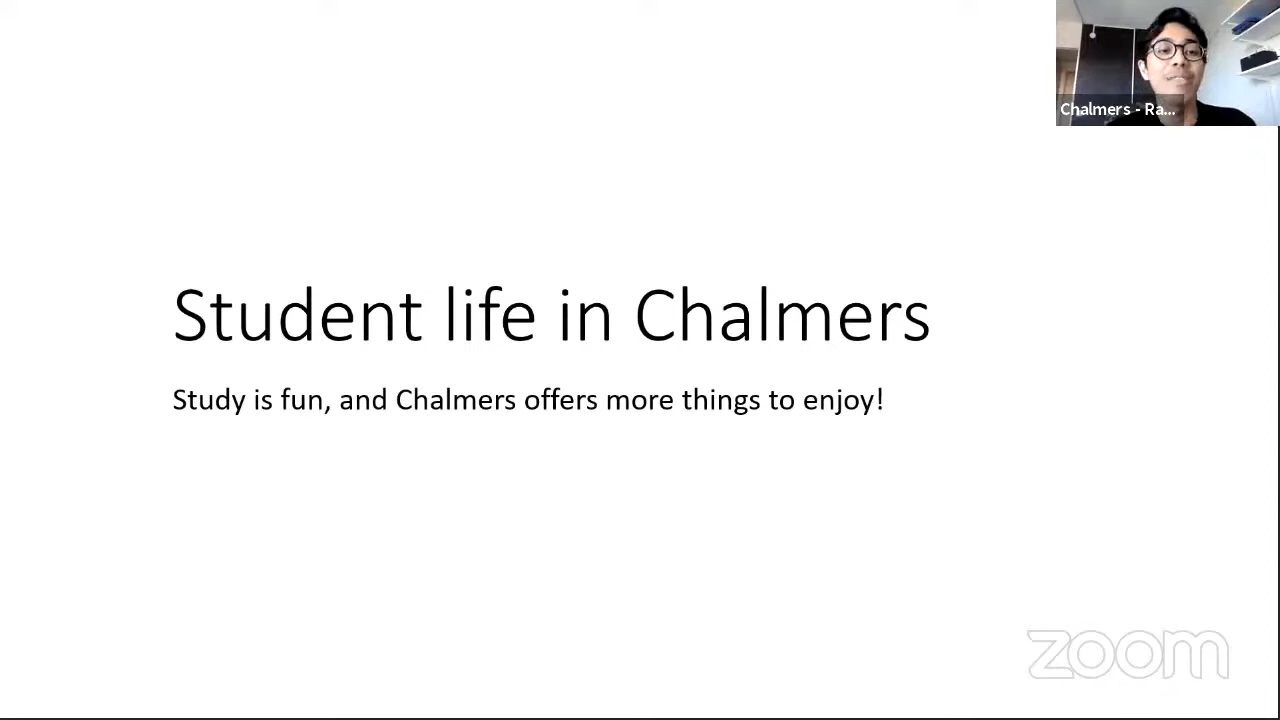 Chalmers - Ra...
Student life in Chalmers
Study is fun, and Chalmers offers more things to enjoy!
zoom